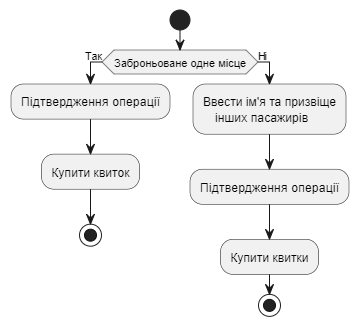 Так
Заброньоване одне місце
Ні
Підтвердження операції
Ввести ім'я та призвіще
інших пасажирів
Купити квиток
Підтвердження операції
Купити квитки